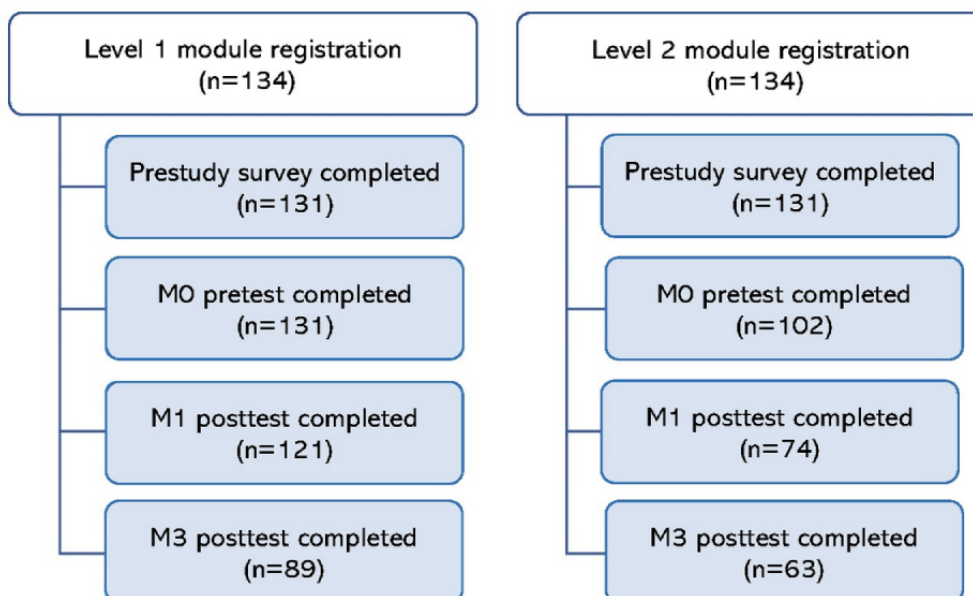 Level 1 module registration
(n=134)
Prestudy survey completed
(n=131)
M0 pretest completed
(n=131)
M1 posttest completed
(n=121)
M3 posttest completed
(n=89)
Level 2 module registration
(n=134)
Prestudy survey completed
(n=131)
M0 pretest completed
(n=102)
M1 posttest completed
(n=74)
M3 posttest completed
(n=63)